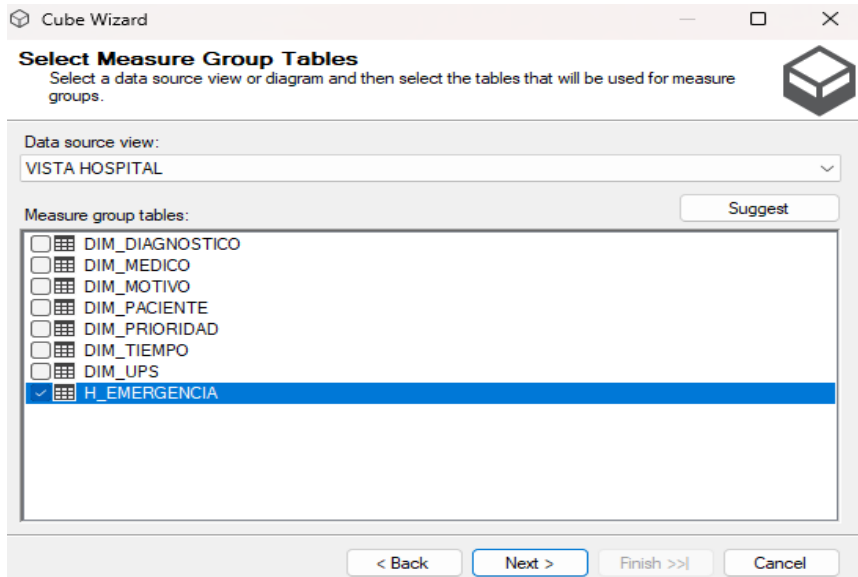 Cube Wizard
Select Measure Group Tables
Select a data source view or diagram and then select the tables that will be used for measure
groups.
Data source view:
VISTA HOSPITAL
Suggest
Measure group tables:
DIM_DIAGNOSTICO
DIM_MEDICO
DIM_MOTIVO
DIM_PACIENTE
DIM_PRIORIDAD
DIM_TIEMPO
DIM_UPS
H_EMERGENCIA
< Back
Next >
Finish >>|
Cancel